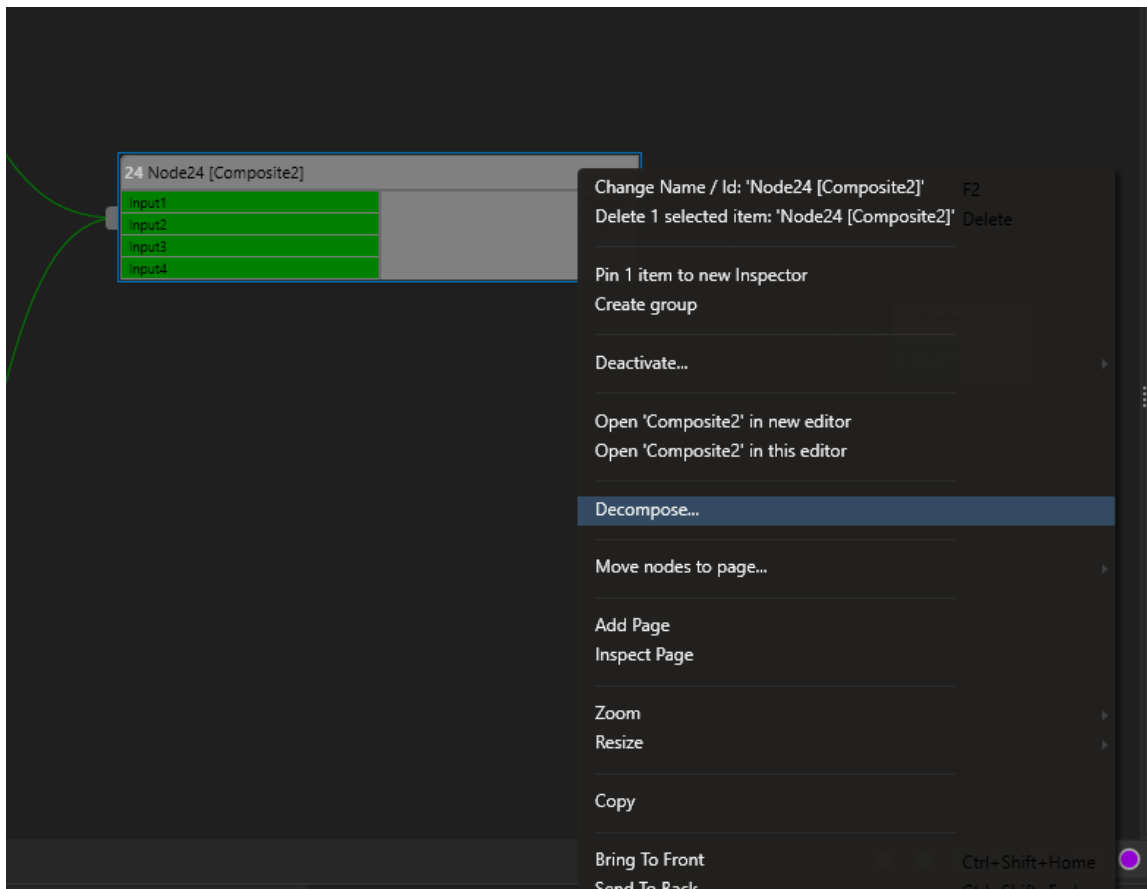 24 Node24 [Composite2]
Input1
Input2
Input3
Input4
Change Name / Id: 'Node24 [Composite2]' F2
Delete 1 selected item: 'Node24 [Composite2]' Delete
Pin 1 item to new Inspector
Create group
Deactivate...
Open 'Composite2' in new editor
Open 'Composite2' in this editor
Decompose...
Move nodes to page...
Add Page
Inspect Page
Zoom
Resize
Copy
Bring To Front Ctrl+Shift+Home
Send To Back